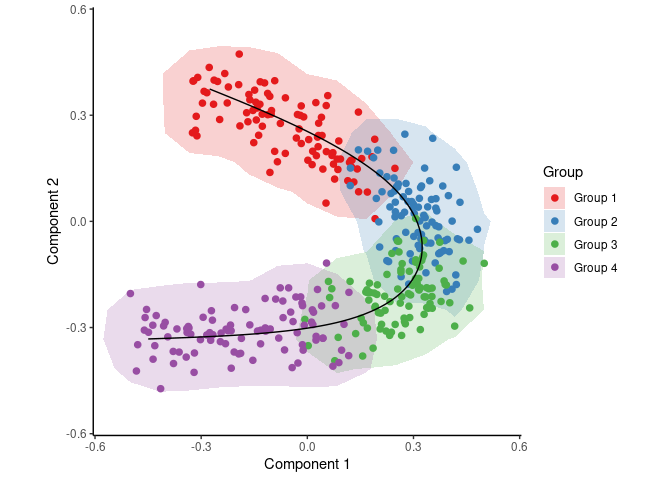 0.6
0.3
0.0
-0.3
-0.6
Component 2
-0.6 -0.3 0.0 0.3 0.6
Component 1
Group
Group 1
Group 2
Group 3
Group 4